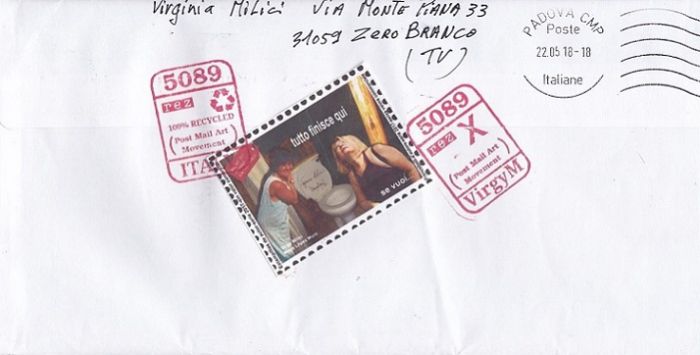 Virginia Milici Via Monte Kana 33
31059 Zero Branco
(TV)
PADOVA CMP
Poste
22.05 18-18
Italiane
5089
rez
100% RECYCLED
(Post Mail Art
Movement)
ITA
tutto finisce qui
se vuoi...
5089
rez
X
(Post Mail Art
Movement)
VirgyM